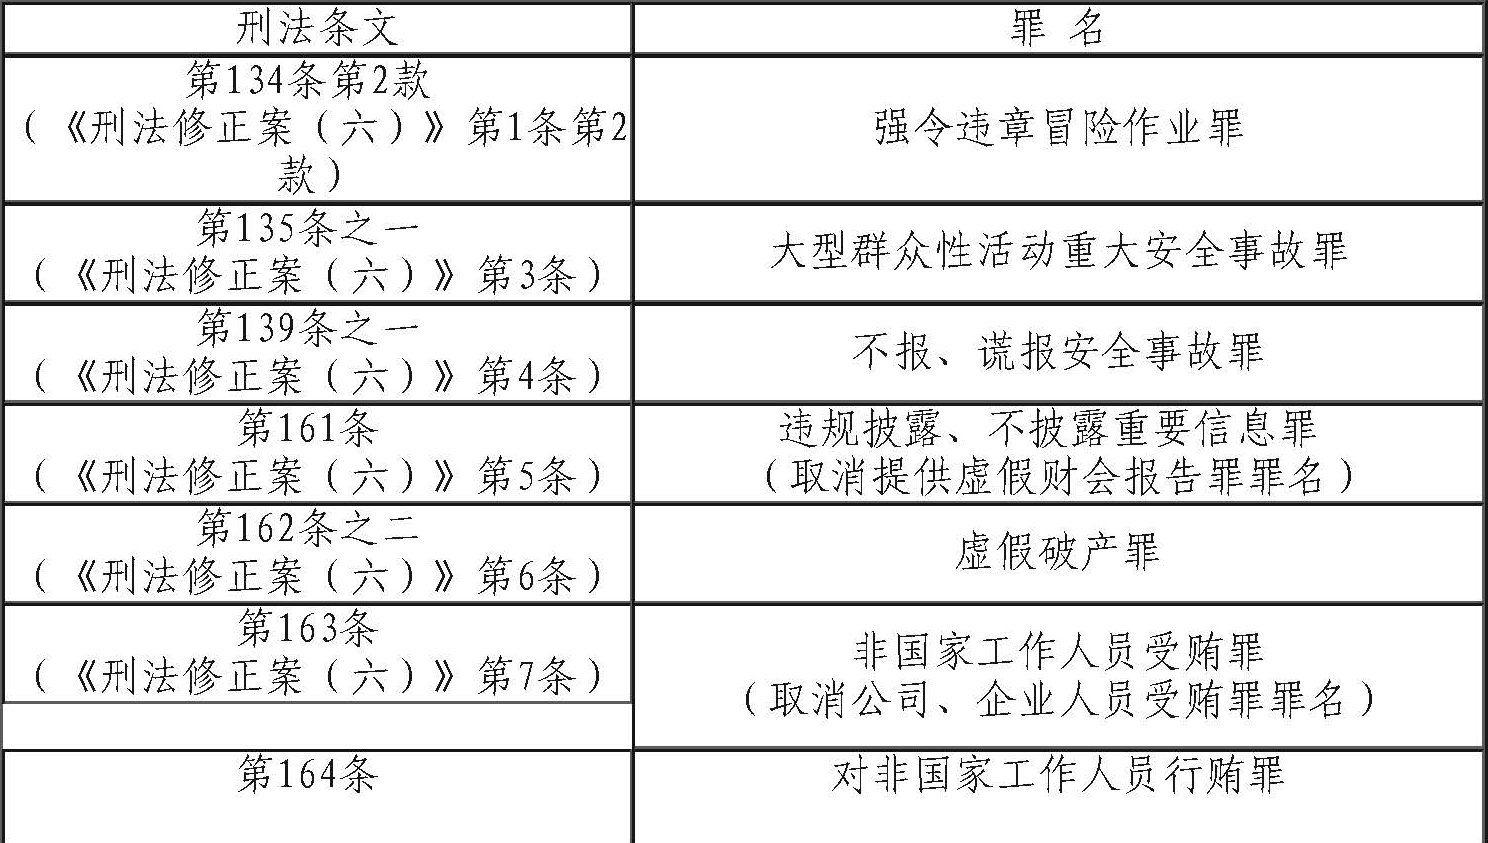 刑法条文
罪 名
第134条第2款
(《刑法修正案(六)》第1条第2
款)
强令违章冒险作业罪
第135条之一
(《刑法修正案(六)》第3条)
大型群众性活动重大安全事故罪
第139条之一
(《刑法修正案(六)》第4条)
不报、谎报安全事故罪
第161条
(《刑法修正案(六)》第5条)
违规披露、不披露重要信息罪
(取消提供虚假财会报告罪罪名)
第162条之二
(《刑法修正案(六)》第6条)
虚假破产罪
第163条
(《刑法修正案(六)》第7条)
非国家工作人员受贿罪
(取消公司、企业人员受贿罪罪名)
第164条
对非国家工作人员行贿罪